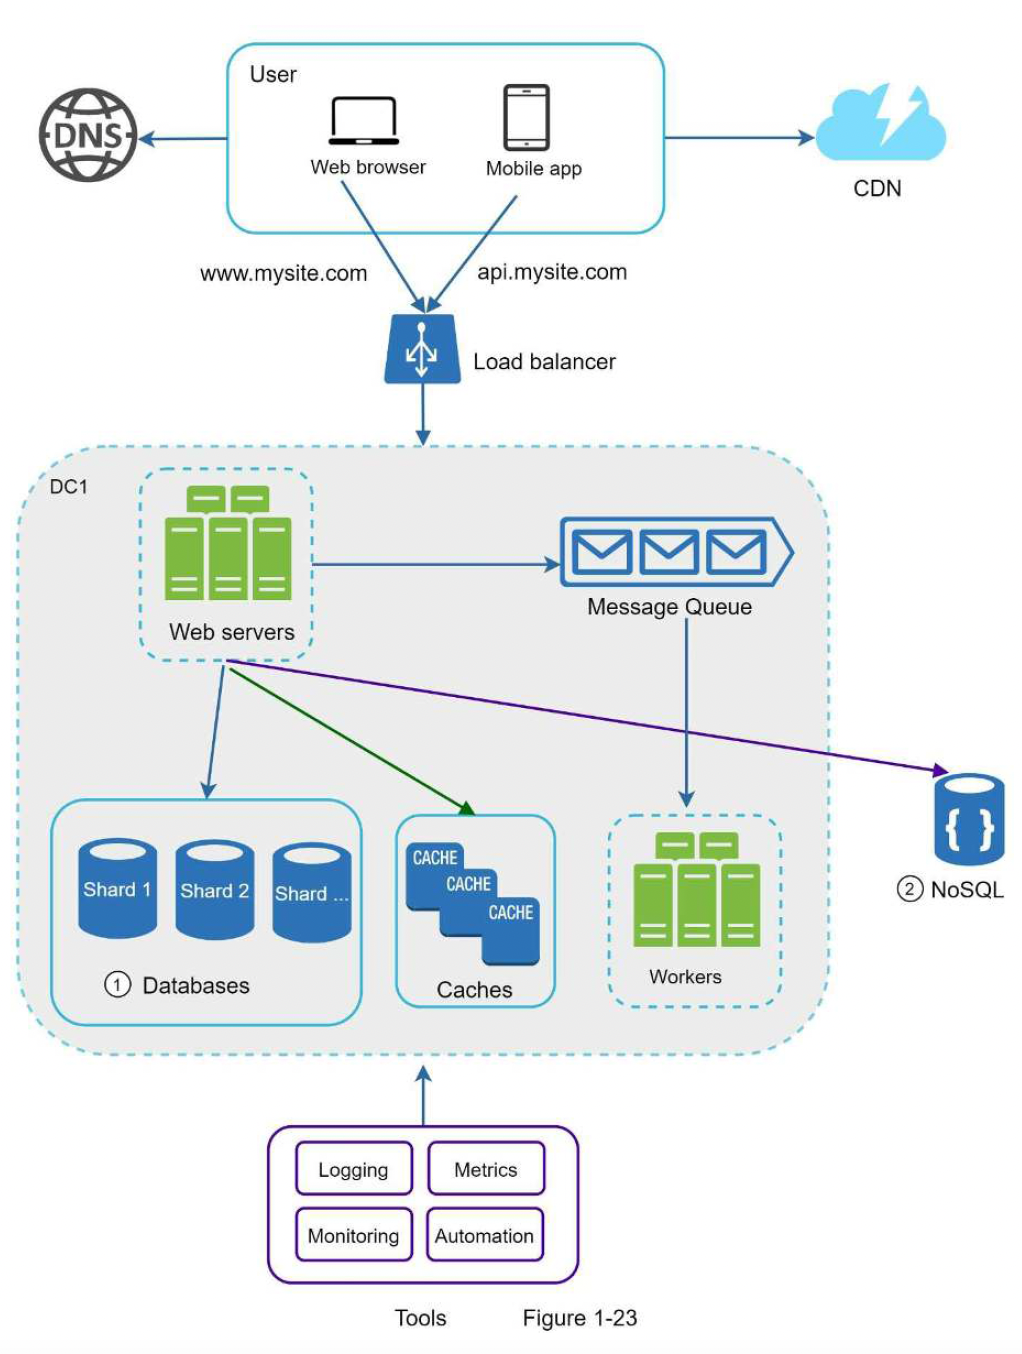 User
DNS
Web browser
Mobile app
CDN
www.mysite.com
api.mysite.com
Load balancer
DC1
Web servers
Message Queue
Shard 1
Shard 2
Shard ...
① Databases
CACHE
CACHE
CACHE
Caches
Workers
② NoSQL
Logging
Metrics
Monitoring
Automation
Tools
Figure 1-23